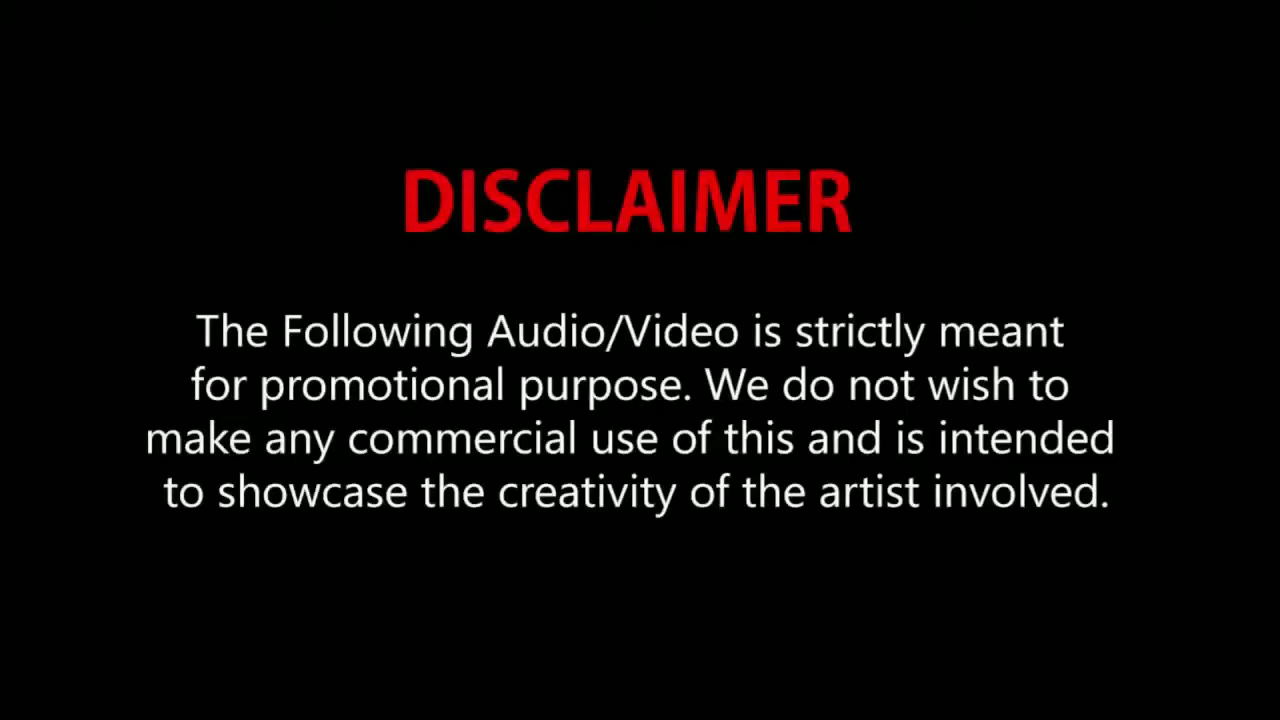 DISCLAIMER
The Following Audio/Video is strictly meant
for promotional purpose. We do not wish to
make any commercial use of this and is intended
to showcase the creativity of the artist involved.